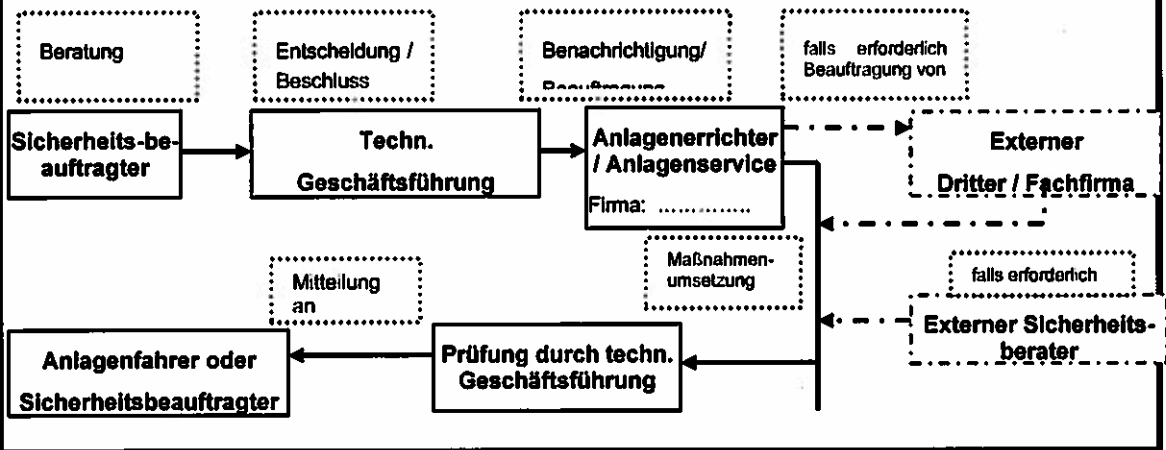 Beratung
Entscheidung /
Beschluss
Benachrichtigung/
Beauftragung
falls erforderlich
Beauftragung von
Sicherheits-be-
auftragter
Techn.
Geschäftsführung
Anlagenerrichter
/ Anlagenservice
Firma: ..............
Externer
Dritter / Fachfirma
Mitteilung
an
Maßnahmen-
umsetzung
falls erforderlich
Anlagenfahrer oder
Sicherheitsbeauftragter
Prüfung durch techn.
Geschäftsführung
Externer Sicherheits-
berater